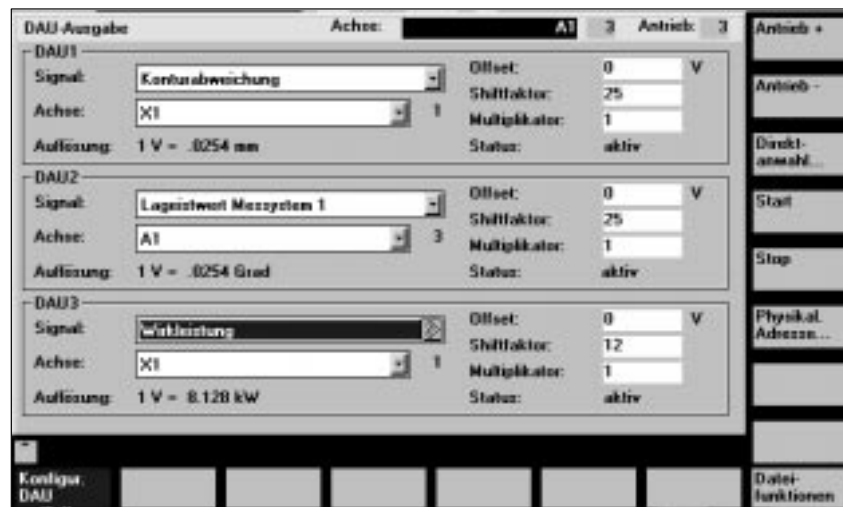 DAU-Ausgabe Achse: A1 3 Antrieb: 3
DAU1
Signal: Konturabweichung
Achse: X1 1
Auflösung: 1 V = .0254 mm
Offset: 0 V
Shiftfaktor: 25
Multiplikator: 1
Status: aktiv
DAU2
Signal: Lageistwert Messystem 1
Achse: A1 3
Auflösung: 1 V = .0254 Grad
Offset: 0 V
Shiftfaktor: 25
Multiplikator: 1
Status: aktiv
DAU3
Signal: Wirkleistung
Achse: X1 1
Auflösung: 1 V = 8.128 kW
Offset: 0 V
Shiftfaktor: 12
Multiplikator: 1
Status: aktiv
Antrieb +
Antrieb -
Direkt-
anwahl...
Start
Stop
Physikal.
Adresse...
Konfigur.
DAU
Datei-
funktionen